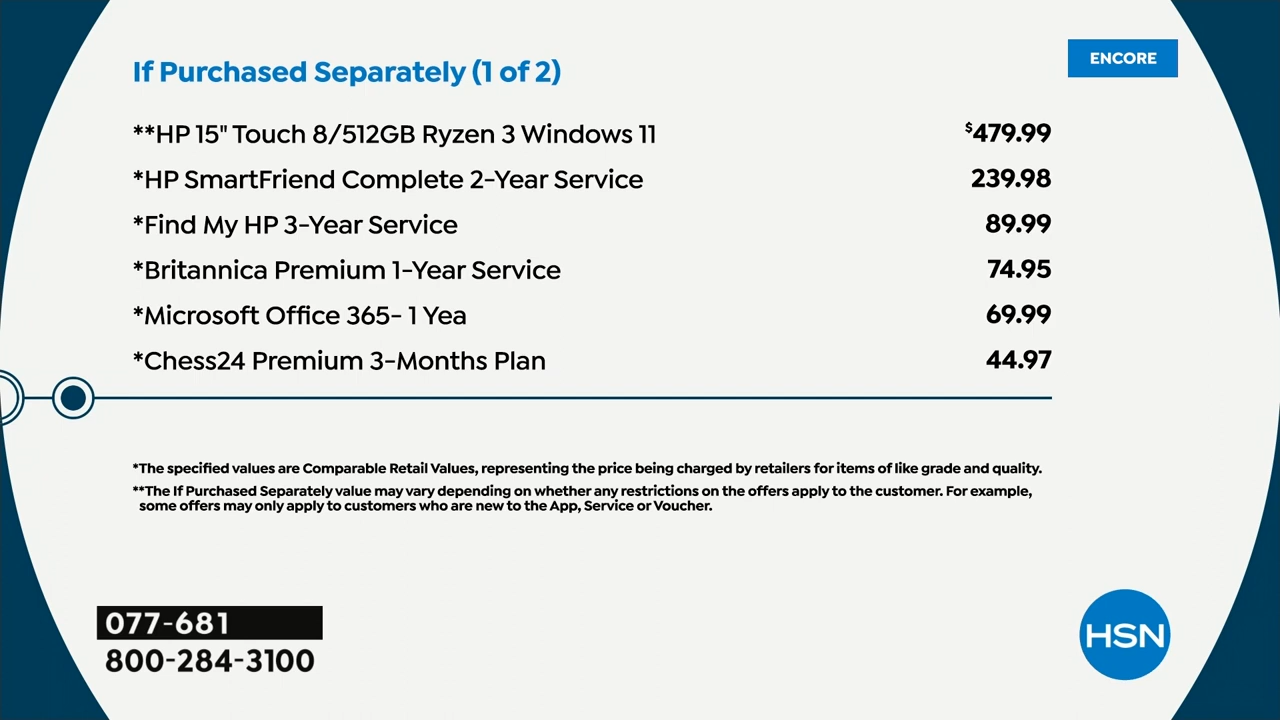 If Purchased Separately (1 of 2)
ENCORE
**HP 15" Touch 8/512GB Ryzen 3 Windows 11 $479.99
*HP SmartFriend Complete 2-Year Service 239.98
*Find My HP 3-Year Service 89.99
*Britannica Premium 1-Year Service 74.95
*Microsoft Office 365- 1 Yea 69.99
*Chess24 Premium 3-Months Plan 44.97
*The specified values are Comparable Retail Values, representing the price being charged by retailers for items of like grade and quality.
**The If Purchased Separately value may vary depending on whether any restrictions on the offers apply to the customer. For example,
some offers may only apply to customers who are new to the App, Service or Voucher.
077-681
800-284-3100
HSN